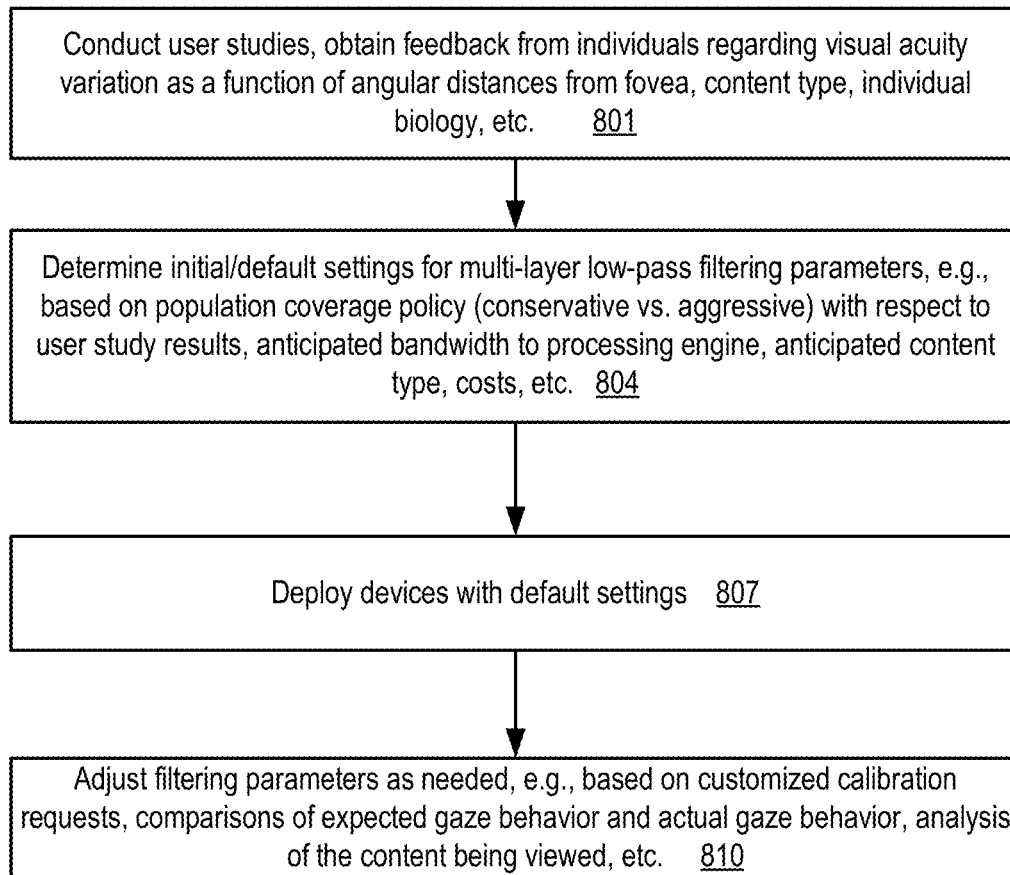 Conduct user studies, obtain feedback from individuals regarding visual acuity
variation as a function of angular distances from fovea, content type, individual
biology, etc. 801
Determine initial/default settings for multi-layer low-pass filtering parameters, e.g.,
based on population coverage policy (conservative vs. aggressive) with respect to
user study results, anticipated bandwidth to processing engine, anticipated content
type, costs, etc. 804
Deploy devices with default settings 807
Adjust filtering parameters as needed, e.g., based on customized calibration
requests, comparisons of expected gaze behavior and actual gaze behavior, analysis
of the content being viewed, etc. 810